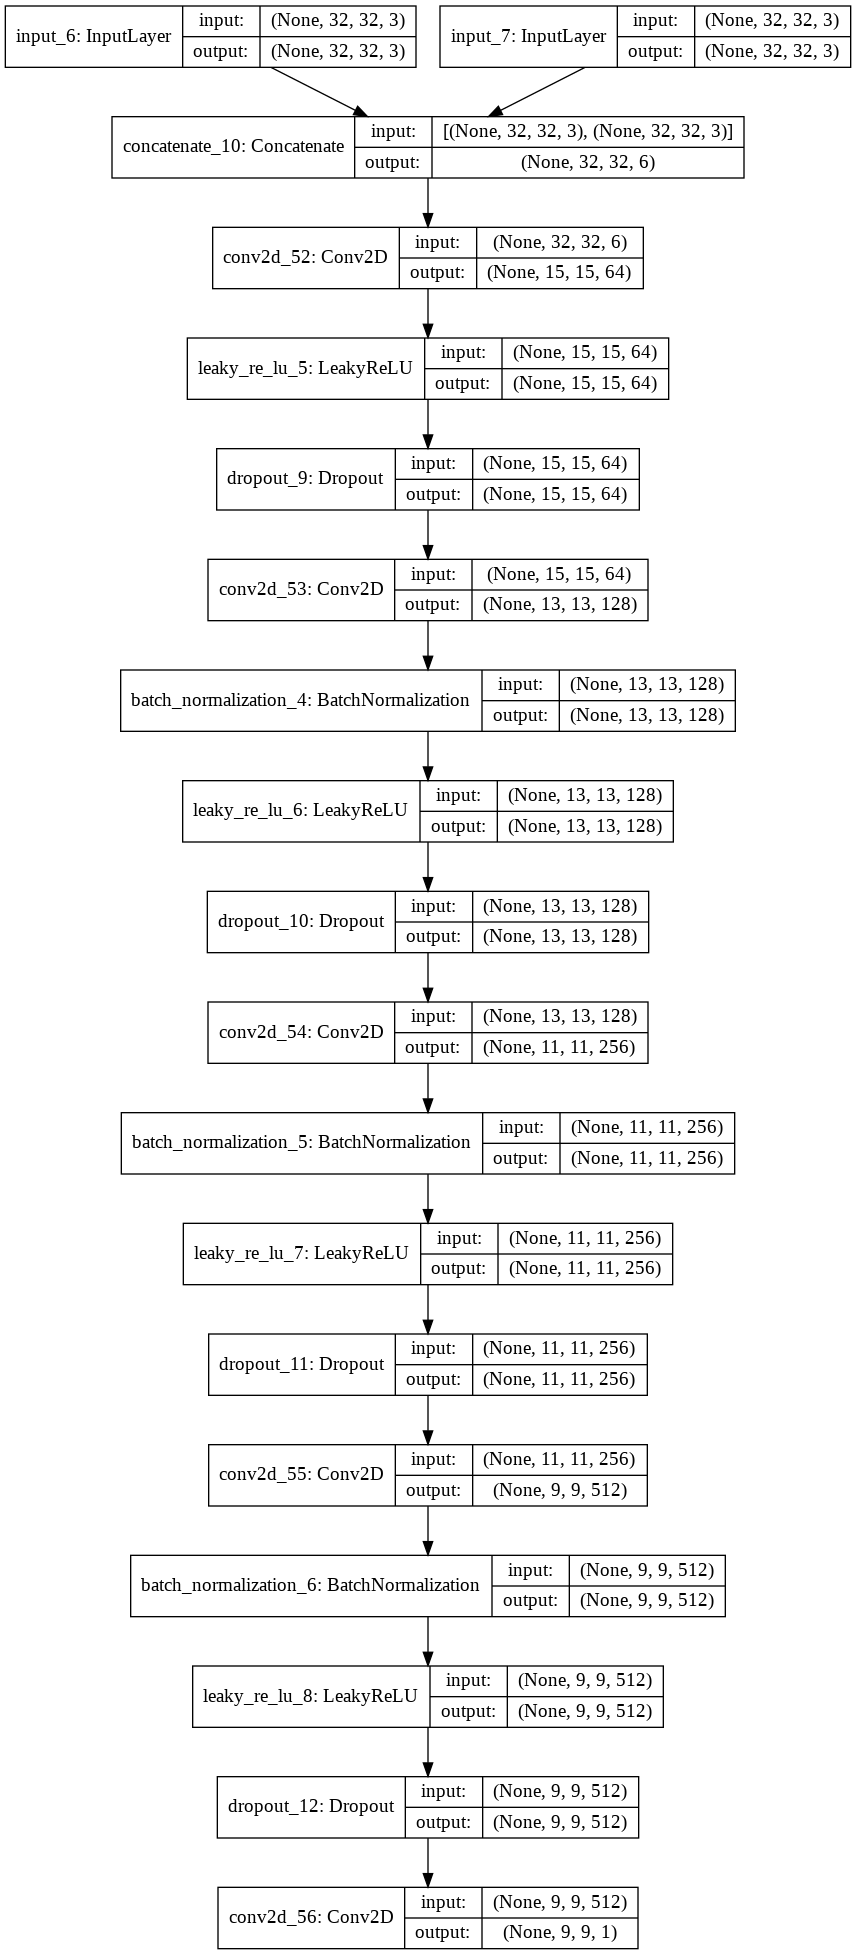 input_6: InputLayer
input: (None, 32, 32, 3)
output: (None, 32, 32, 3)
input_7: InputLayer
input: (None, 32, 32, 3)
output: (None, 32, 32, 3)
concatenate_10: Concatenate
input: [(None, 32, 32, 3), (None, 32, 32, 3)]
output: (None, 32, 32, 6)
conv2d_52: Conv2D
input: (None, 32, 32, 6)
output: (None, 15, 15, 64)
leaky_re_lu_5: LeakyReLU
input: (None, 15, 15, 64)
output: (None, 15, 15, 64)
dropout_9: Dropout
input: (None, 15, 15, 64)
output: (None, 15, 15, 64)
conv2d_53: Conv2D
input: (None, 15, 15, 64)
output: (None, 13, 13, 128)
batch_normalization_4: BatchNormalization
input: (None, 13, 13, 128)
output: (None, 13, 13, 128)
leaky_re_lu_6: LeakyReLU
input: (None, 13, 13, 128)
output: (None, 13, 13, 128)
dropout_10: Dropout
input: (None, 13, 13, 128)
output: (None, 13, 13, 128)
conv2d_54: Conv2D
input: (None, 13, 13, 128)
output: (None, 11, 11, 256)
batch_normalization_5: BatchNormalization
input: (None, 11, 11, 256)
output: (None, 11, 11, 256)
leaky_re_lu_7: LeakyReLU
input: (None, 11, 11, 256)
output: (None, 11, 11, 256)
dropout_11: Dropout
input: (None, 11, 11, 256)
output: (None, 11, 11, 256)
conv2d_55: Conv2D
input: (None, 11, 11, 256)
output: (None, 9, 9, 512)
batch_normalization_6: BatchNormalization
input: (None, 9, 9, 512)
output: (None, 9, 9, 512)
leaky_re_lu_8: LeakyReLU
input: (None, 9, 9, 512)
output: (None, 9, 9, 512)
dropout_12: Dropout
input: (None, 9, 9, 512)
output: (None, 9, 9, 512)
conv2d_56: Conv2D
input: (None, 9, 9, 512)
output: (None, 9, 9, 1)